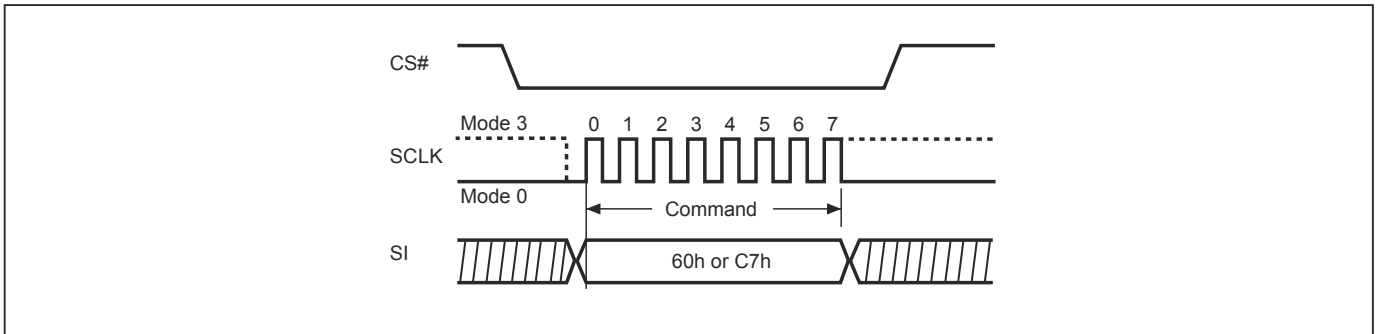 CS#
Mode 3
0 1 2 3 4 5 6 7
SCLK
Mode 0
Command
SI
60h or C7h